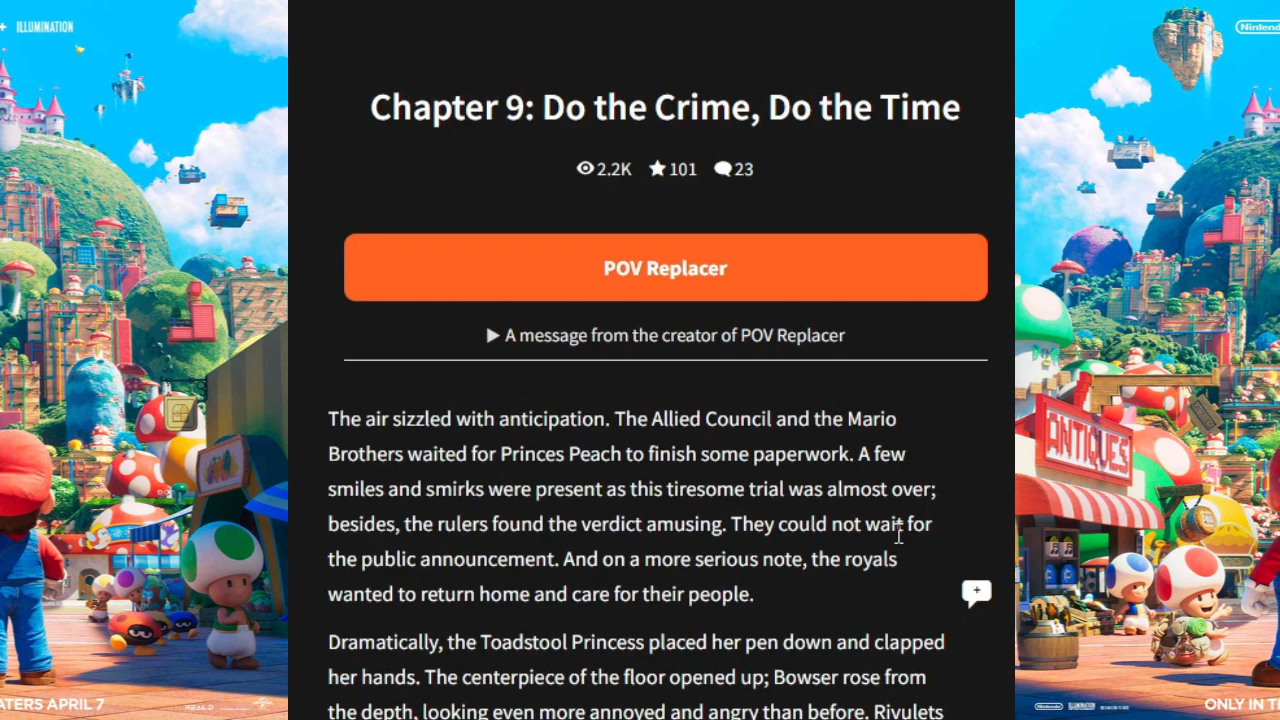 ILLUMINATION
Nintend
Chapter 9: Do the Crime, Do the Time
2.2K 101 23
POV Replacer
A message from the creator of POV Replacer
The air sizzled with anticipation. The Allied Council and the Mario
Brothers waited for Princes Peach to finish some paperwork. A few
smiles and smirks were present as this tiresome trial was almost over;
besides, the rulers found the verdict amusing. They could not wait for
the public announcement. And on a more serious note, the royals
wanted to return home and care for their people.
Dramatically, the Toadstool Princess placed her pen down and clapped
her hands. The centerpiece of the floor opened up; Bowser rose from
the depth, looking even more annoyed and angry than before. Rivulets
ANTIQUES
ATERS APRIL 7
REALD
Nintendo
ILLUMINATION
ONLY IN T